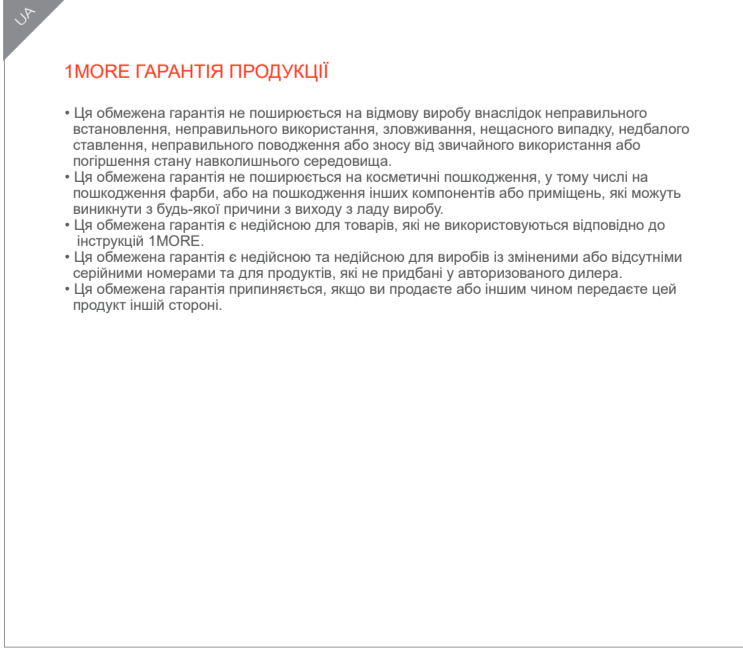 UA
1MORE ГАРАНТІЯ ПРОДУКЦІЇ
• Ця обмежена гарантія не поширюється на відмову виробу внаслідок неправильного
встановлення, неправильного використання, зловживання, нещасного випадку, недбалого
ставлення, неправильного поводження або зносу від звичайного використання або
погіршення стану навколишнього середовища.
• Ця обмежена гарантія не поширюється на косметичні пошкодження, у тому числі на
пошкодження фарби, або на пошкодження інших компонентів або приміщень, які можуть
виникнути з будь-якої причини з виходу з ладу виробу.
• Ця обмежена гарантія є недійсною для товарів, які не використовуються відповідно до
інструкцій 1MORE.
• Ця обмежена гарантія є недійсною та недійсною для виробів із зміненими або відсутніми
серійними номерами та для продуктів, які не придбані у авторизованого дилера.
• Ця обмежена гарантія припиняється, якщо ви продаєте або іншим чином передаєте цей
продукт іншій стороні.